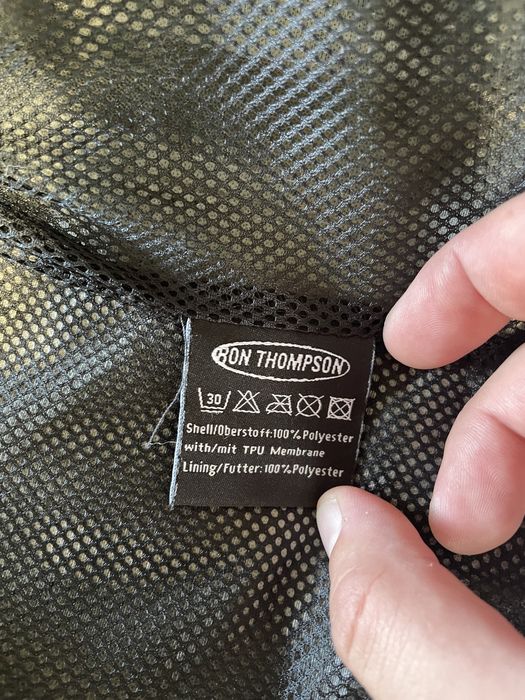 RON THOMPSON
30
Shell/Oberstoff:100%Polyester
with/mit TPU Membrane
Lining/Futter:100%Polyester